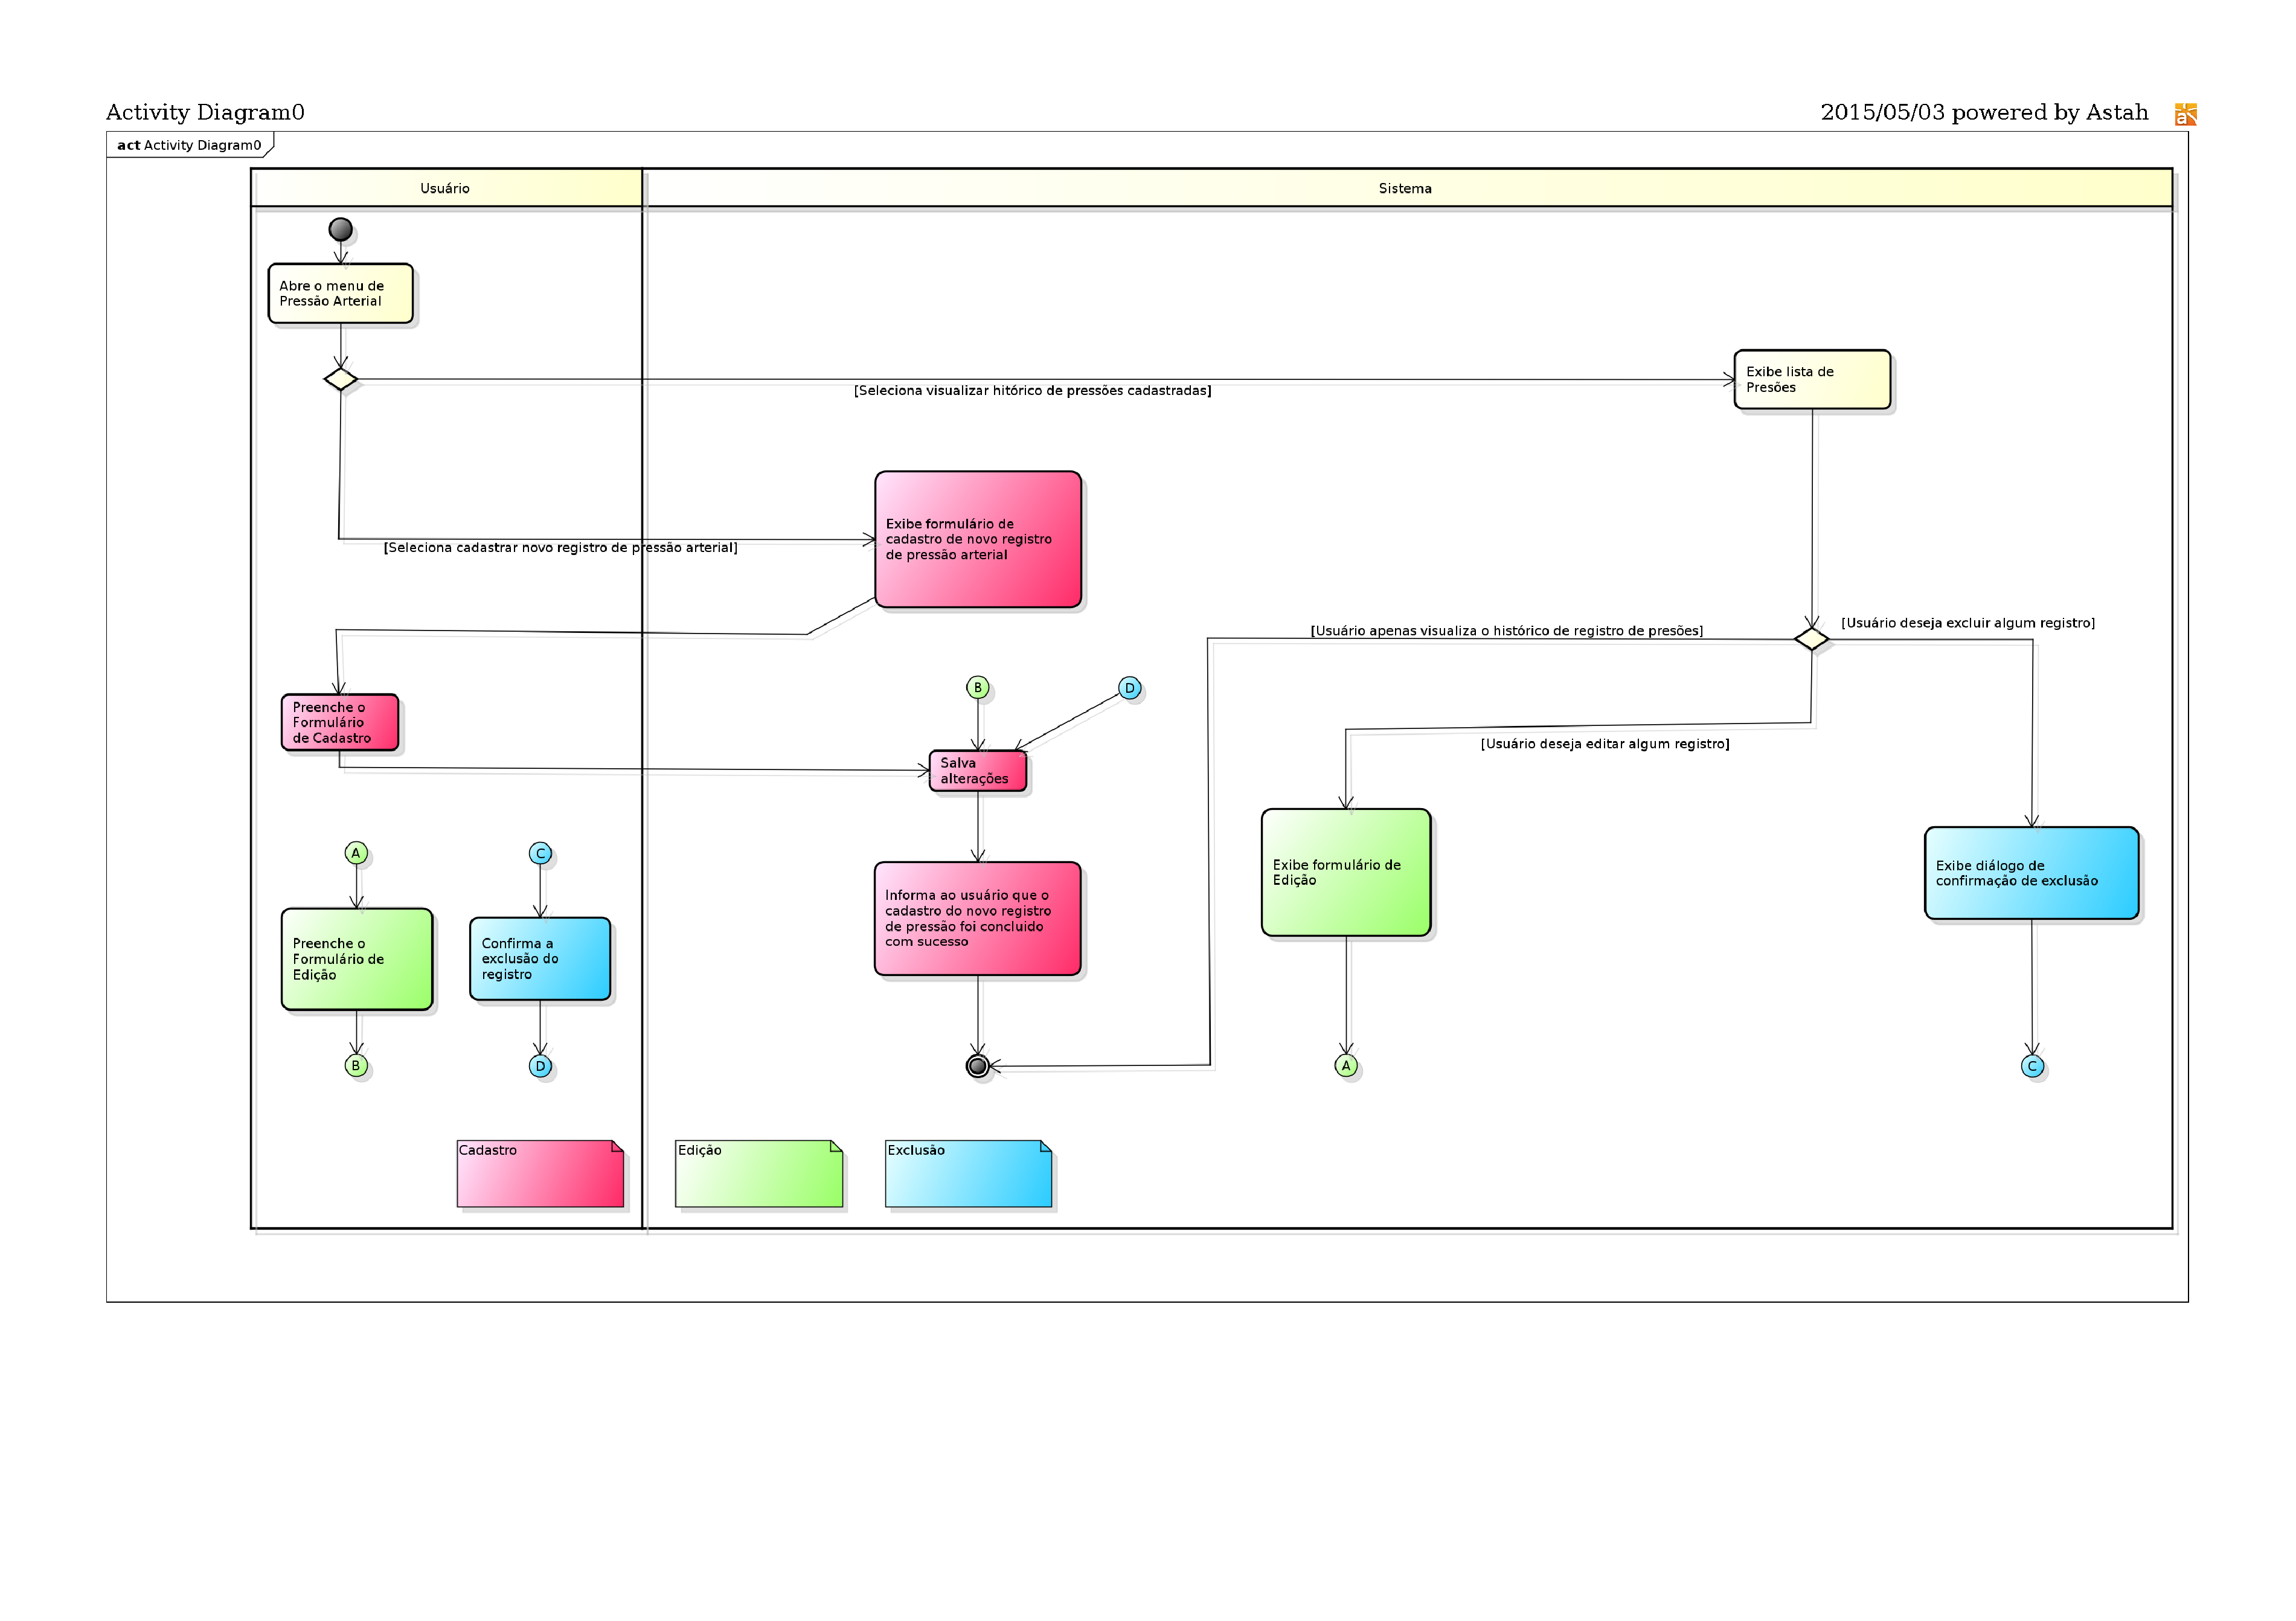 Activity Diagram0
2015/05/03 powered by Astah
act Activity Diagram0
Usuário
Sistema
Abre o menu de
Pressão Arterial
Exibe lista de
Presões
[Seleciona visualizar hitórico de pressões cadastradas]
Exibe formulário de
cadastro de novo registro
de pressão arterial
[Seleciona cadastrar novo registro de pressão arterial]
[Usuário apenas visualiza o histórico de registro de presões]
[Usuário deseja excluir algum registro]
B
D
Preenche o
Formulário
de Cadastro
[Usuário deseja editar algum registro]
Salva
alterações
A
C
Exibe formulário de
Edição
Exibe diálogo de
confirmação de exclusão
Informa ao usuário que o
cadastro do novo registro
de pressão foi concluido
com sucesso
Preenche o
Formulário de
Edição
Confirma a
exclusão do
registro
B
D
A
C
Cadastro
Edição
Exclusão